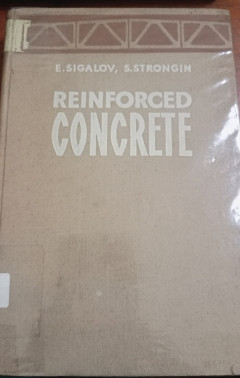 E. SIGALOV, S. STRONGIN
REINFORCED
CONCRETE